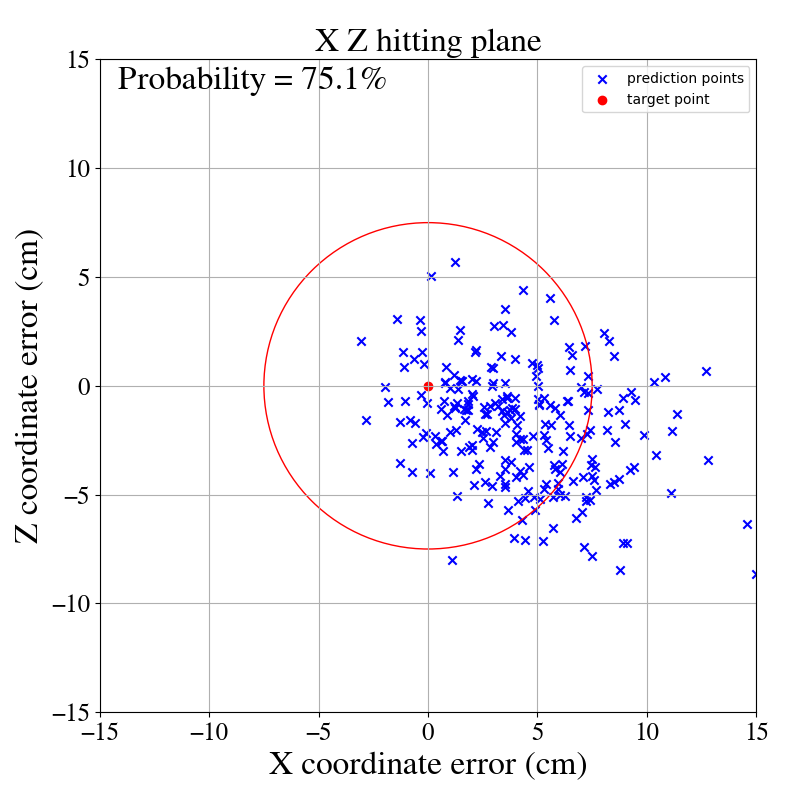 X Z hitting plane
Probability = 75.1%
prediction points
target point
15
10
5
0
−5
−10
−15
−15
−10
−5
0
5
10
15
X coordinate error (cm)
Z coordinate error (cm)